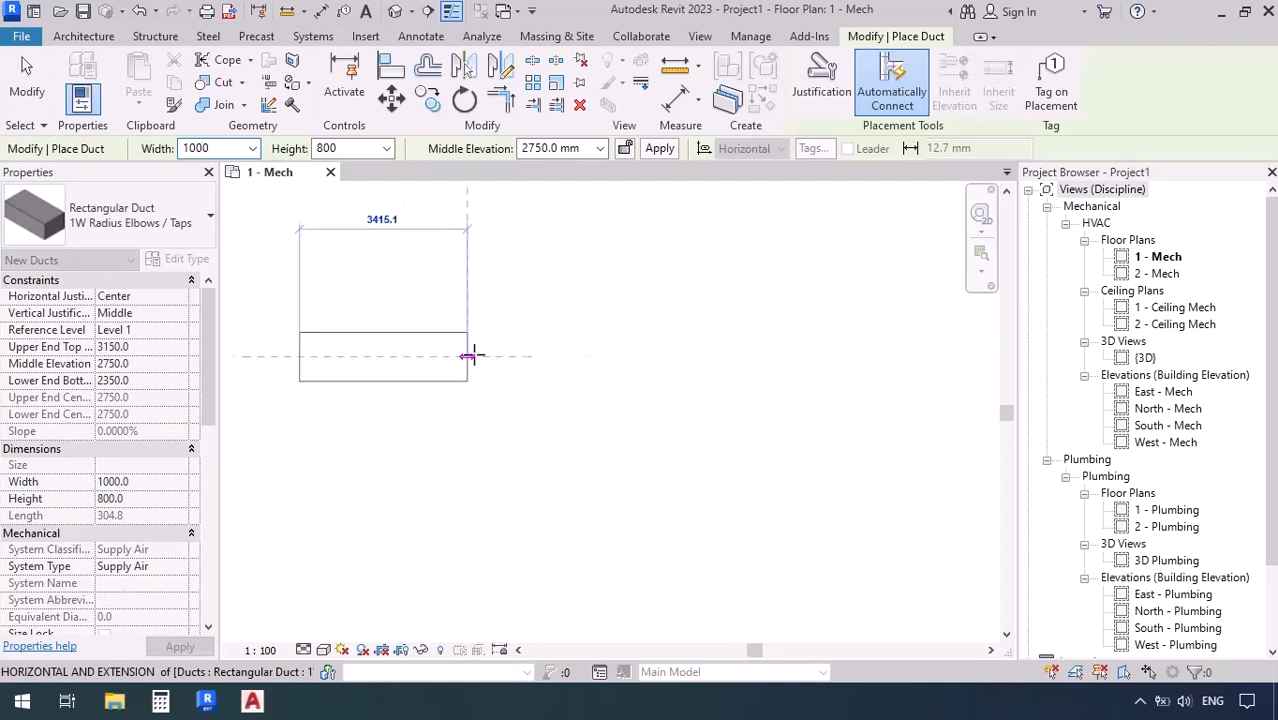 Autodesk Revit 2023 - Project1 - Floor Plan: 1 - Mech
Sign In
File Architecture Structure Steel Precast Systems Insert Annotate Analyze Massing & Site Collaborate View Manage Add-Ins Modify | Place Duct
Modify
Paste
Cope
Cut
Join
Activate
Justification
Automatically Connect
Inherit Elevation
Inherit Size
Tag on Placement
Select Properties Clipboard Geometry Controls Modify View Measure Create Placement Tools Tag
Modify | Place Duct Width: 1000 Height: 800 Middle Elevation: 2750.0 mm Apply Horizontal Tags... Leader 12.7 mm
Properties
1 - Mech
Rectangular Duct
1W Radius Elbows / Taps
New Ducts Edit Type
Constraints
Horizontal Justi... Center
Vertical Justific... Middle
Reference Level Level 1
Upper End Top ... 3150.0
Middle Elevation 2750.0
Lower End Bott... 2350.0
Upper End Cen... 2750.0
Lower End Cen... 2750.0
Slope 0.0000%
Dimensions
Size
Width 1000.0
Height 800.0
Length 304.8
Mechanical
System Classifi... Supply Air
System Type Supply Air
System Name
System Abbrevi...
Equivalent Dia... 0.0
Size Lock
Properties help Apply
3415.1
2D
Project Browser - Project1
Views (Discipline)
Mechanical
HVAC
Floor Plans
1 - Mech
2 - Mech
Ceiling Plans
1 - Ceiling Mech
2 - Ceiling Mech
3D Views
{3D}
Elevations (Building Elevation)
East - Mech
North - Mech
South - Mech
West - Mech
Plumbing
Plumbing
Floor Plans
1 - Plumbing
2 - Plumbing
3D Views
3D Plumbing
Elevations (Building Elevation)
East - Plumbing
North - Plumbing
South - Plumbing
West - Plumbing
1 : 100
HORIZONTAL AND EXTENSION of [Ducts : Rectangular Duct : 1
:0
Main Model
:0
ENG